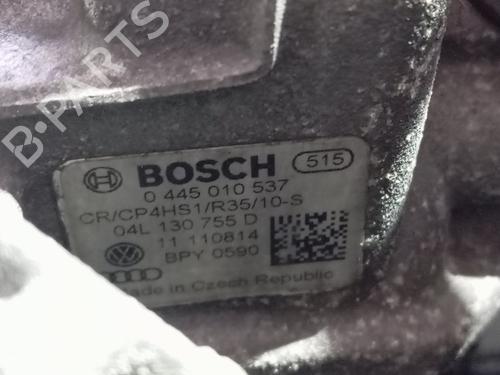 B-PARTS
BOSCH 515
0 445 010 537
CR/CP4HS1/R35/10-S
04L 130 755 D
11 110814
BPY 0590
Made in Czech Republic